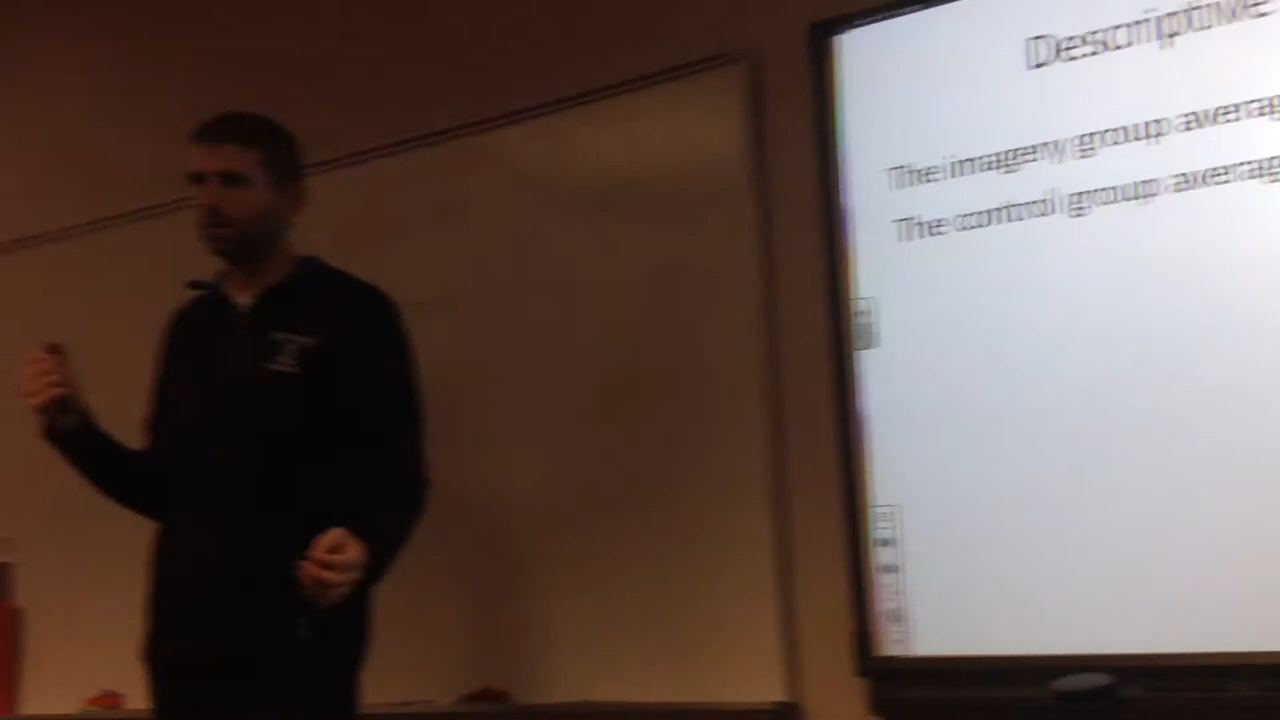 Descriptive
The imagery group averag
The control group averag